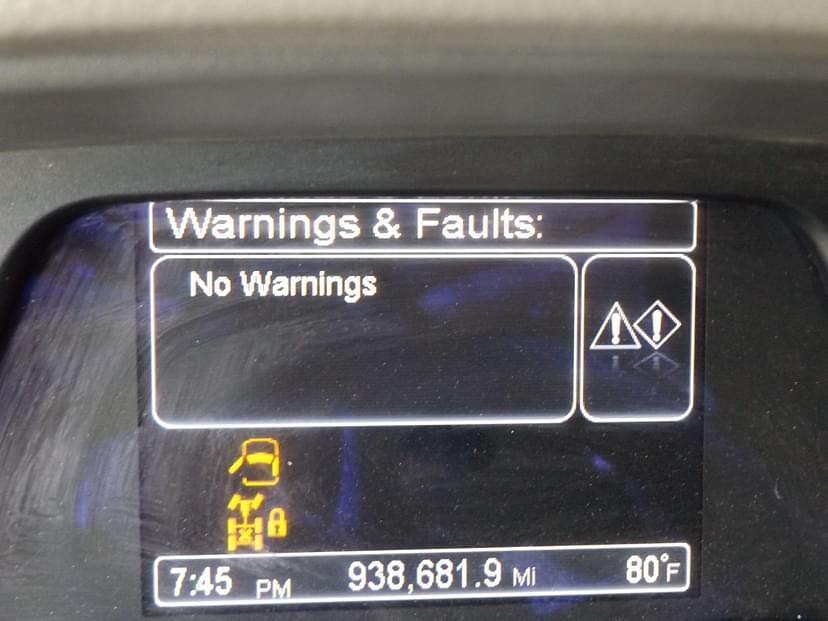 Warnings & Faults:
No Warnings
7:45 PM 938,681.9 Mi 80°F